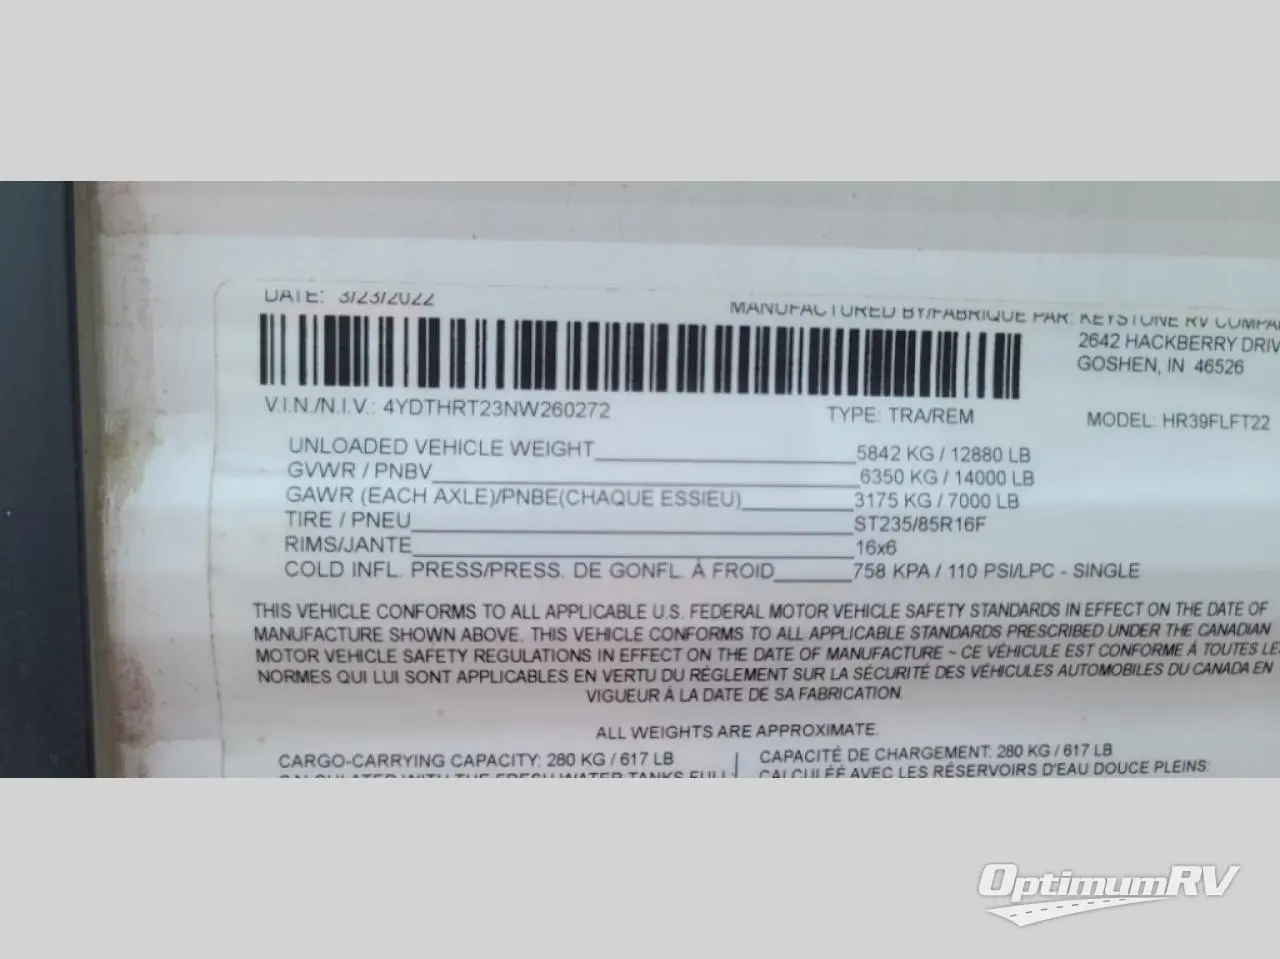 DATE: 3/23/2022
MANUFACTURED BY/FABRIQUE PAR: KEYSTONE RV
2642 HACKBERRY
GOSHEN, IN 46526
V.I.N./N.I.V.: 4YDTHRT23NW260272 TYPE: TRA/REM MODEL: HR39FLFT22
UNLOADED VEHICLE WEIGHT 5842 KG / 12880 LB
GVWR / PNBV 6350 KG / 14000 LB
GAWR (EACH AXLE)/PNBE(CHAQUE ESSIEU) 3175 KG / 7000 LB
TIRE / PNEU ST235/85R16F
RIMS/JANTE 16x6
COLD INFL. PRESS/PRESS. DE GONFL. À FROID 758 KPA / 110 PSI/LPC - SINGLE
THIS VEHICLE CONFORMS TO ALL APPLICABLE U.S. FEDERAL MOTOR VEHICLE SAFETY STANDARDS IN EFFECT ON THE DATE OF
MANUFACTURE SHOWN ABOVE. THIS VEHICLE CONFORMS TO ALL APPLICABLE STANDARDS PRESCRIBED UNDER THE CANADIAN
MOTOR VEHICLE SAFETY REGULATIONS IN EFFECT ON THE DATE OF MANUFACTURE ~ CE VÉHICULE EST CONFORME À TOUTES LES
NORMES QUI LUI SONT APPLICABLES EN VERTU DU RÈGLEMENT SUR LA SÉCURITÉ DES VÉHICULES AUTOMOBILES DU CANADA EN
VIGUEUR À LA DATE DE SA FABRICATION.
ALL WEIGHTS ARE APPROXIMATE.
CARGO-CARRYING CAPACITY: 280 KG / 617 LB
CALCULATED WITH THE FRESH WATER TANKS FULL:
CAPACITÉ DE CHARGEMENT: 280 KG / 617 LB
CALCULÉE AVEC LES RÉSERVOIRS D'EAU DOUCE PLEINS:
OptimumRV